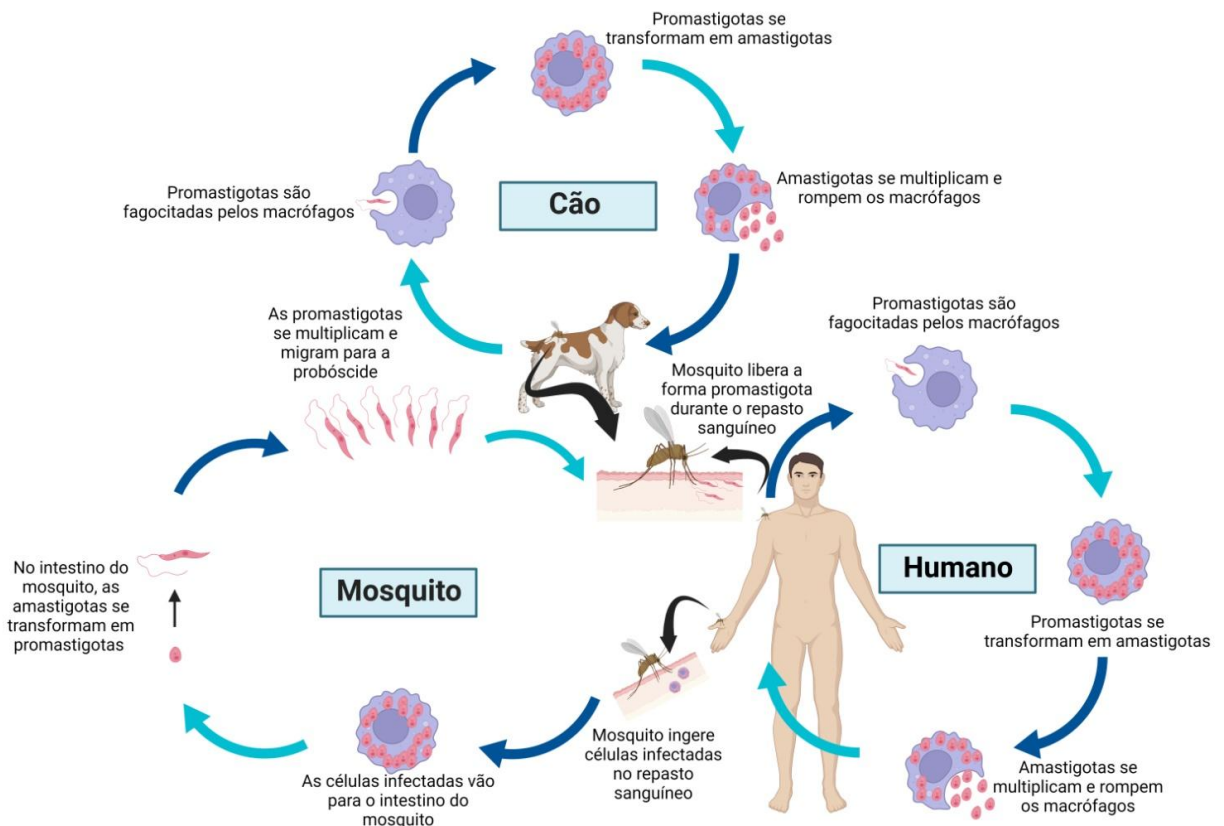 Promastigotas se
transformam em amastigotas
Promastigotas são
fagocitadas pelos macrófagos
Cão
Amastigotas se multiplicam e
rompem os macrófagos
As promastigotas
se multiplicam e
migram para a
probóscide
Mosquito libera a
forma promastigota
durante o repasto
sanguíneo
Promastigotas são
fagocitadas pelos macrófagos
No intestino do
mosquito, as
amastigotas se
transformam em
promastigotas
Mosquito
Humano
Promastigotas se
transformam em amastigotas
As células infectadas vão
para o intestino do
mosquito
Mosquito ingere
células infectadas
no repasto
sanguíneo
Amastigotas se
multiplicam e rompem
os macrófagos